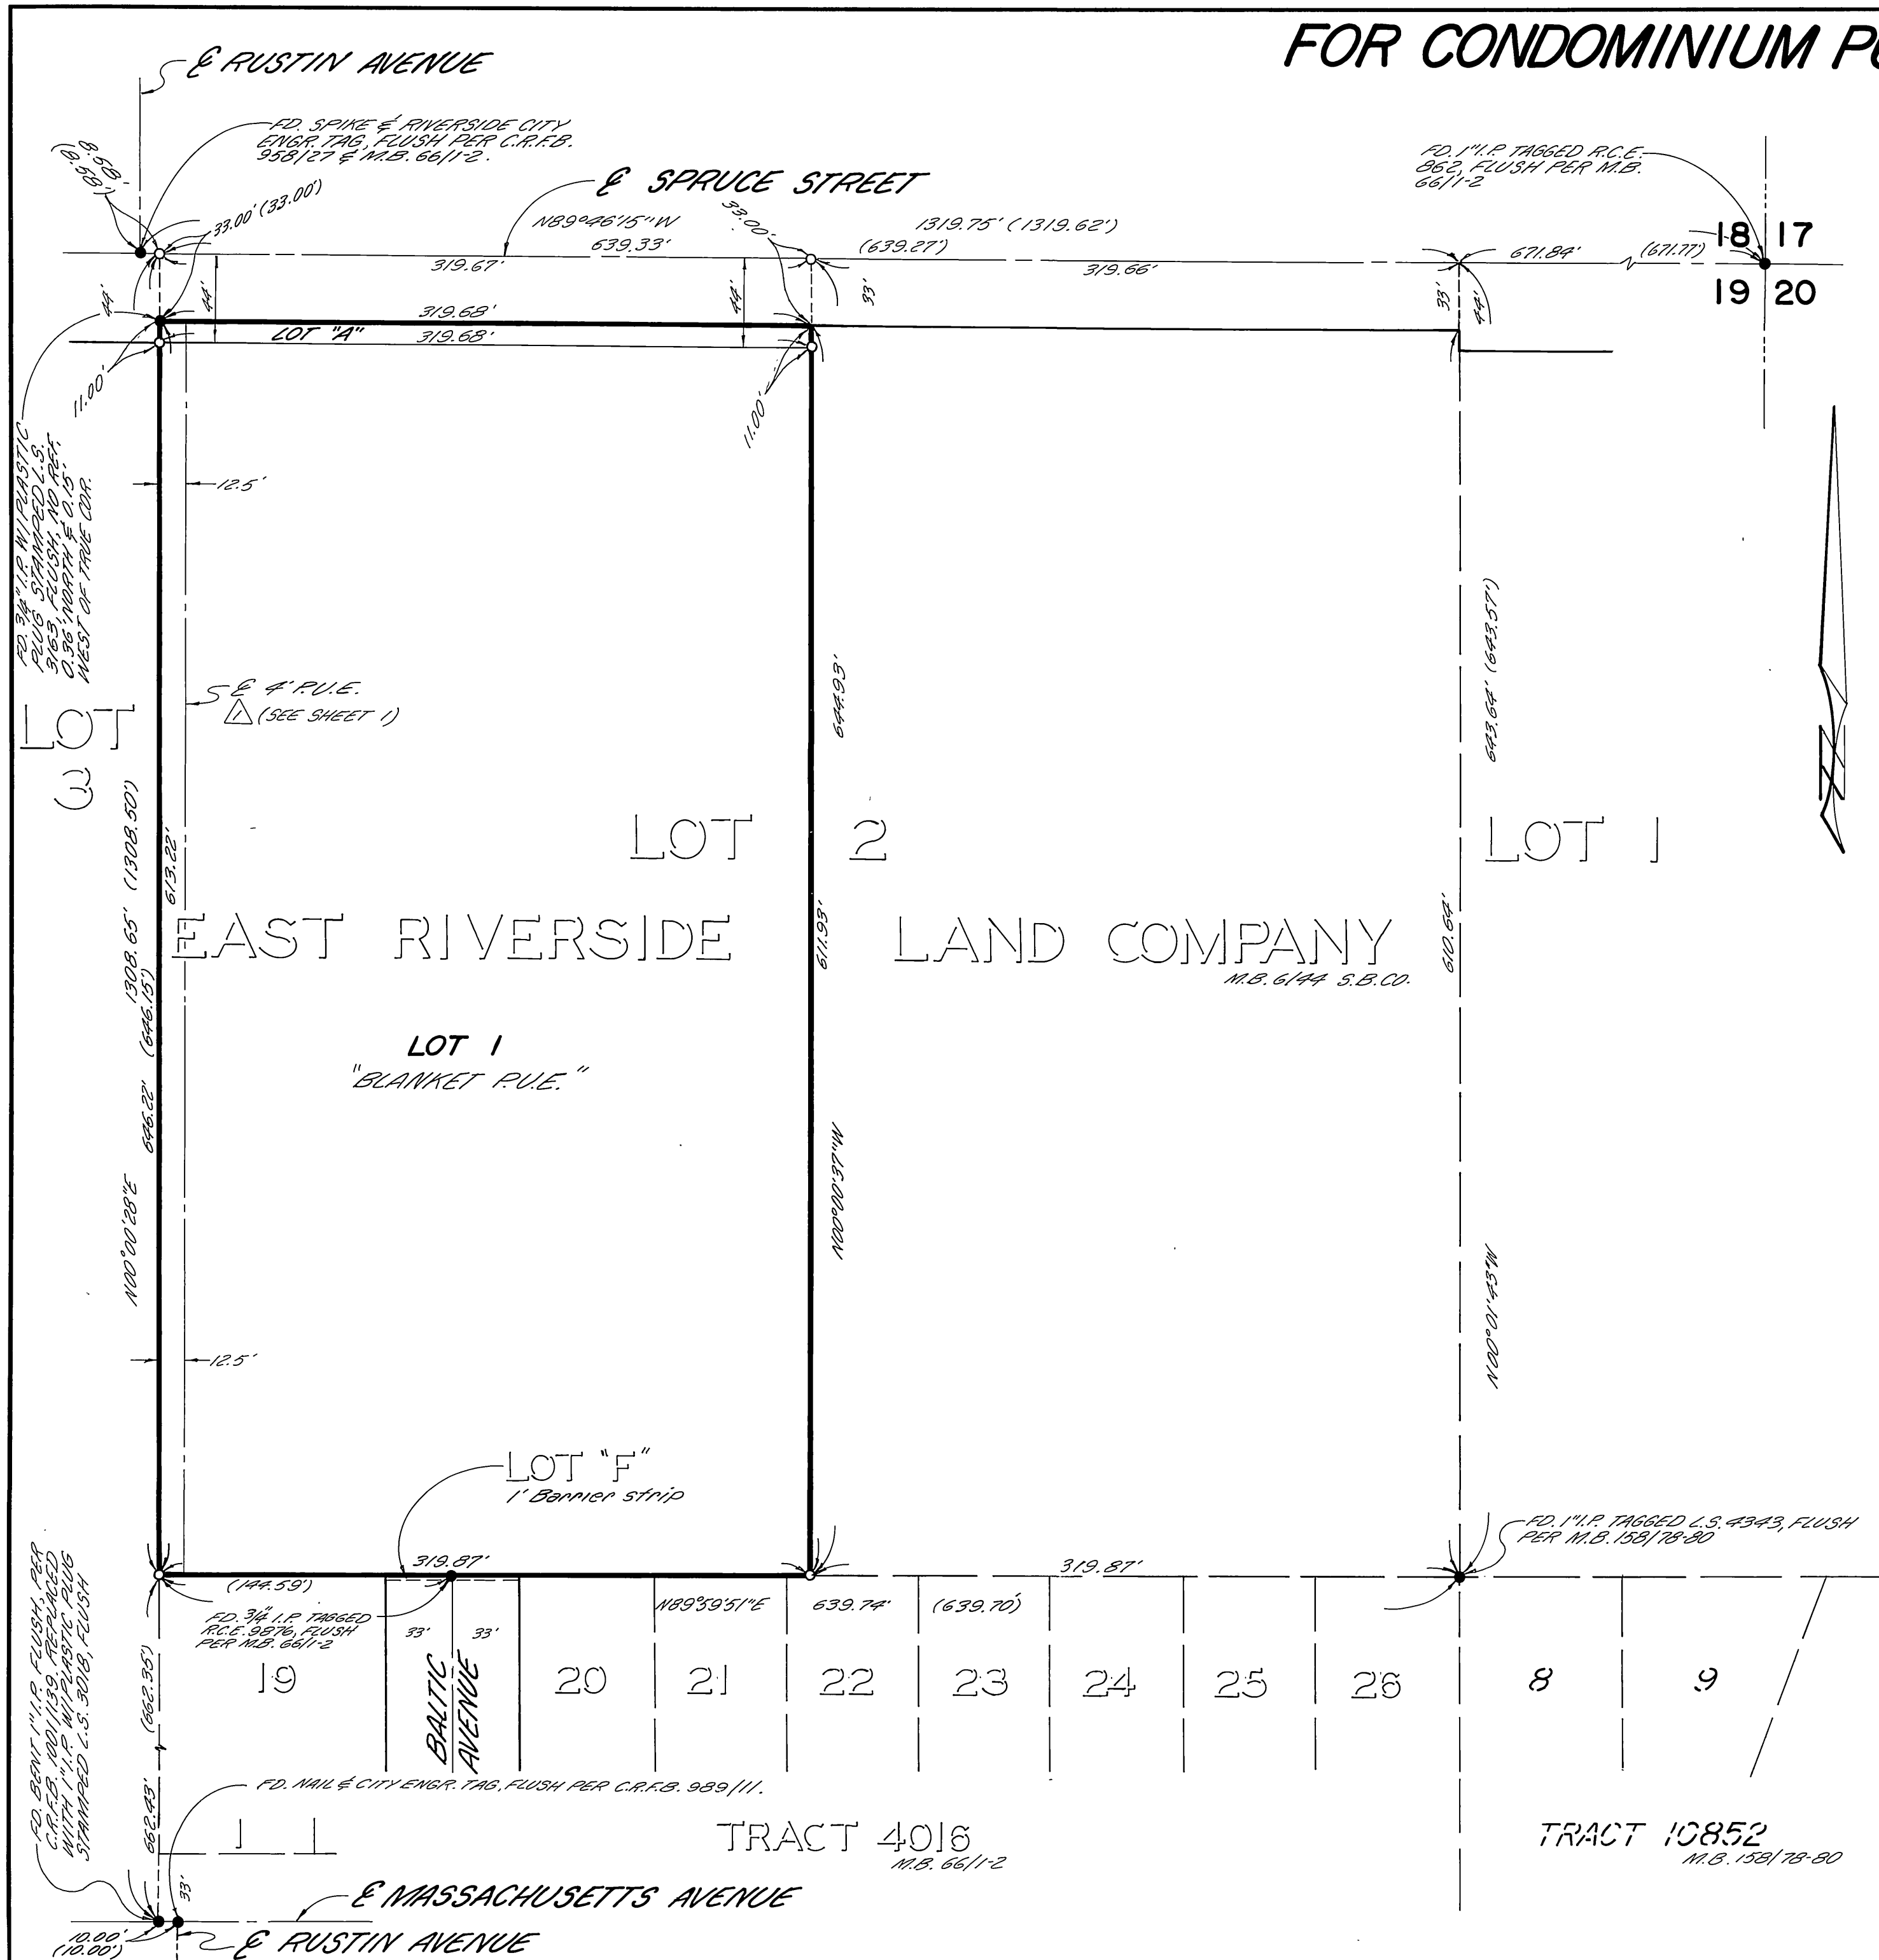 FOR CONDOMINIUM
℄ RUSTIN AVENUE
FD. SPIKE & RIVERSIDE CITY
ENGR. TAG, FLUSH PER C.R.F.B.
958/27 & M.B. 66/1-2.
8.58'
(8.58')
33.00' (33.00')
℄ SPRUCE STREET
N89°46'15"W
639.33'
33.00'
1319.75' (1319.62')
(639.27')
319.67'
319.66'
671.84'
(671.77')
FD. 1" I.P. TAGGED R.C.E.
862, FLUSH PER M.B.
66/1-2
18 17
19 20
44'
44'
44'
33'
33'
44'
319.68'
LOT "A" 319.68'
11.00'
11.00'
FD. 3/4" I.P. W/PLASTIC
PLUG STAMPED L.S.
3163, FLUSH, NO REF.
0.36' NORTH & 0.15'
WEST OF TRUE COR.
12.5'
℄ 4' P.U.E.
1 (SEE SHEET 1)
LOT
3
644.93'
643.64' (643.57')
1308.65' (1308.50')
613.22'
LOT 2
LOT 1
EAST RIVERSIDE LAND COMPANY
M.B. 6/44 S.B.CO.
611.93'
610.64'
LOT 1
"BLANKET P.U.E."
646.22' (646.15')
N00°00'28"E
N00°00'37"W
N00°01'43"W
12.5'
LOT "F"
1' Barrier strip
FD. 1" I.P. TAGGED L.S. 4343, FLUSH
PER M.B. 158/78-80
319.87'
319.87'
(144.59')
FD. 3/4" I.P. TAGGED
R.C.E. 9876, FLUSH
PER M.B. 66/1-2
33' 33'
N89°59'51"E
639.74'
(639.70')
19
BALTIC
AVENUE
20 21 22 23 24 25 26 8 9
FD. BENT 1" I.P. FLUSH, PER
C.R.F.B. 1001/139. REPLACED
WITH 1" I.P. W/PLASTIC PLUG
STAMPED L.S. 3018, FLUSH
662.43' (662.35')
FD. NAIL & CITY ENGR. TAG, FLUSH PER C.R.F.B. 989/11.
TRACT 4016
M.B. 66/1-2
TRACT 10852
M.B. 158/78-80
33'
℄ MASSACHUSETTS AVENUE
10.00'
(10.00')
℄ RUSTIN AVENUE